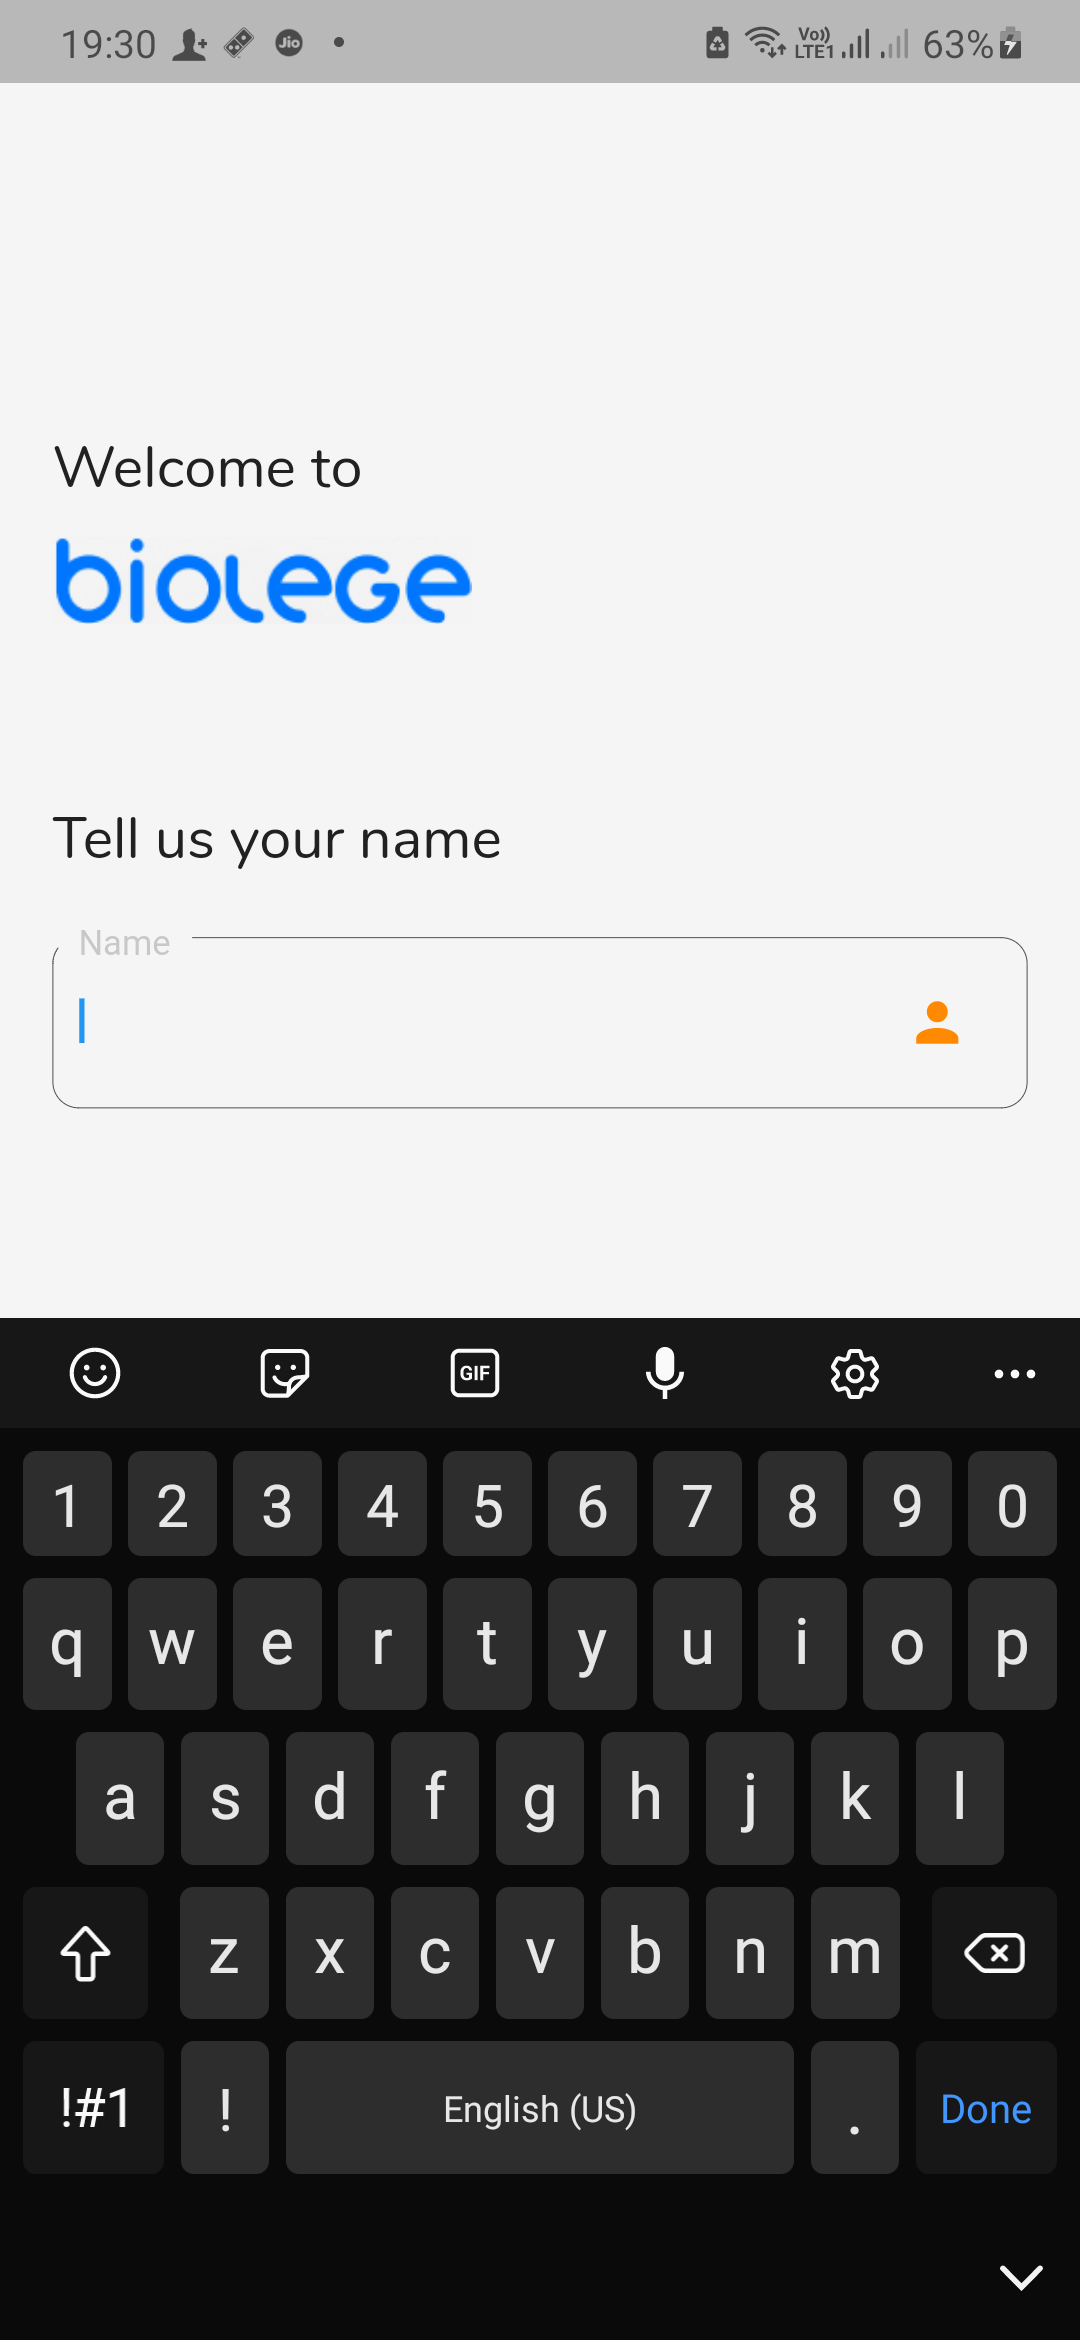 19:30 Jio Vo)) LTE1 63%
Welcome to
biolege
Tell us your name
Name
GIF
1 2 3 4 5 6 7 8 9 0
q w e r t y u i o p
a s d f g h j k l
z x c v b n m
!#1 ! English (US) . Done